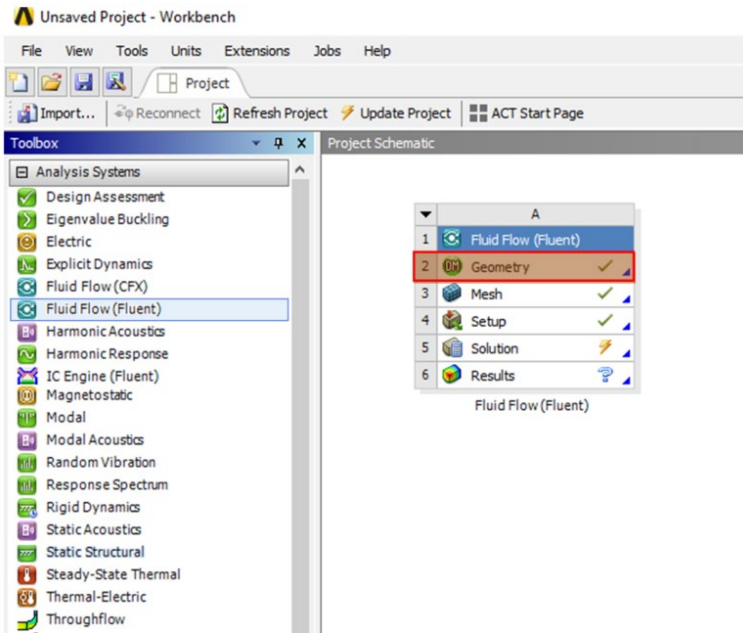 Unsaved Project - Workbench
File View Tools Units Extensions Jobs Help
Project
Import... Reconnect Refresh Project Update Project ACT Start Page
Toolbox
Project Schematic
Analysis Systems
Design Assessment
Eigenvalue Buckling
Electric
Explicit Dynamics
Fluid Flow (CFX)
Fluid Flow (Fluent)
Harmonic Acoustics
Harmonic Response
IC Engine (Fluent)
Magnetostatic
Modal
Modal Acoustics
Random Vibration
Response Spectrum
Rigid Dynamics
Static Acoustics
Static Structural
Steady-State Thermal
Thermal-Electric
Throughflow
A
1 Fluid Flow (Fluent)
2 DM Geometry
3 Mesh
4 Setup
5 Solution
6 Results
Fluid Flow (Fluent)